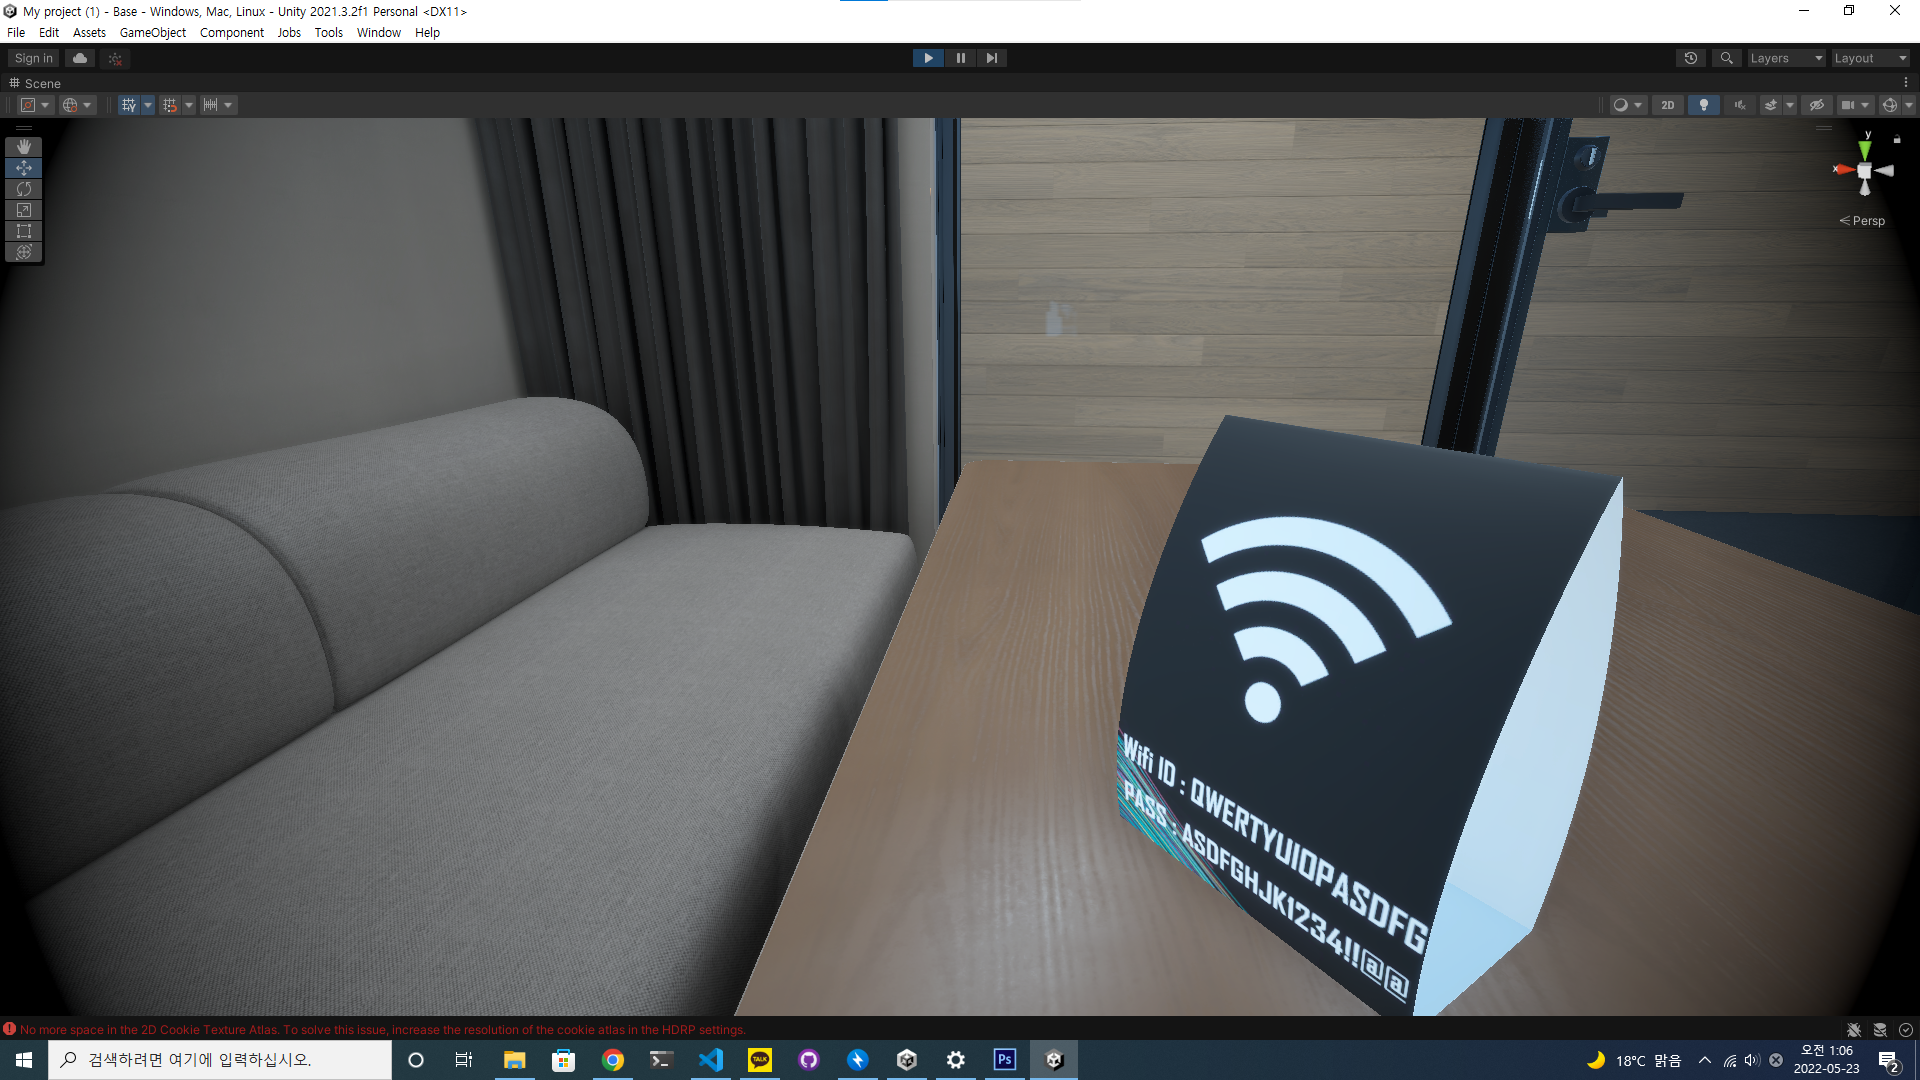 My project (1) - Base - Windows, Mac, Linux - Unity 2021.3.2f1 Personal <DX11>
File Edit Assets GameObject Component Jobs Tools Window Help
Sign in
Layers
Layout
Scene
2D
y
x
Persp
Wifi ID : QWERTYUIOPASDFG
PASS : ASDFGHJK1234!!@@
No more space in the 2D Cookie Texture Atlas. To solve this issue, increase the resolution of the cookie atlas in the HDRP settings.
검색하려면 여기에 입력하십시오.
TALK
Ps
18°C 맑음
오전 1:06
2022-05-23
2